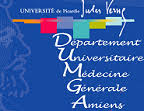 UNIVERSITÉ de Picardie Jules Verne
Département
Universitaire
Médecine
Générale
Amiens